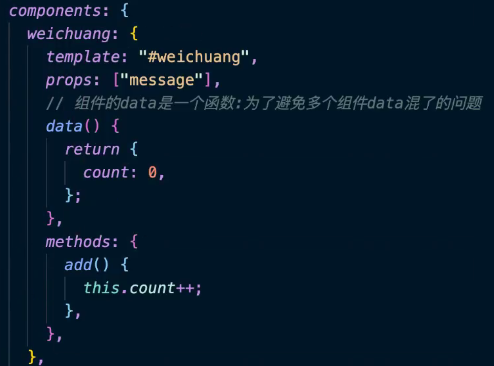 components: {
weichuang: {
template: "#weichuang",
props: ["message"],
// 组件的data是一个函数:为了避免多个组件data混了的问题
data() {
return {
count: 0,
};
},
methods: {
add() {
this.count++;
},
},
},